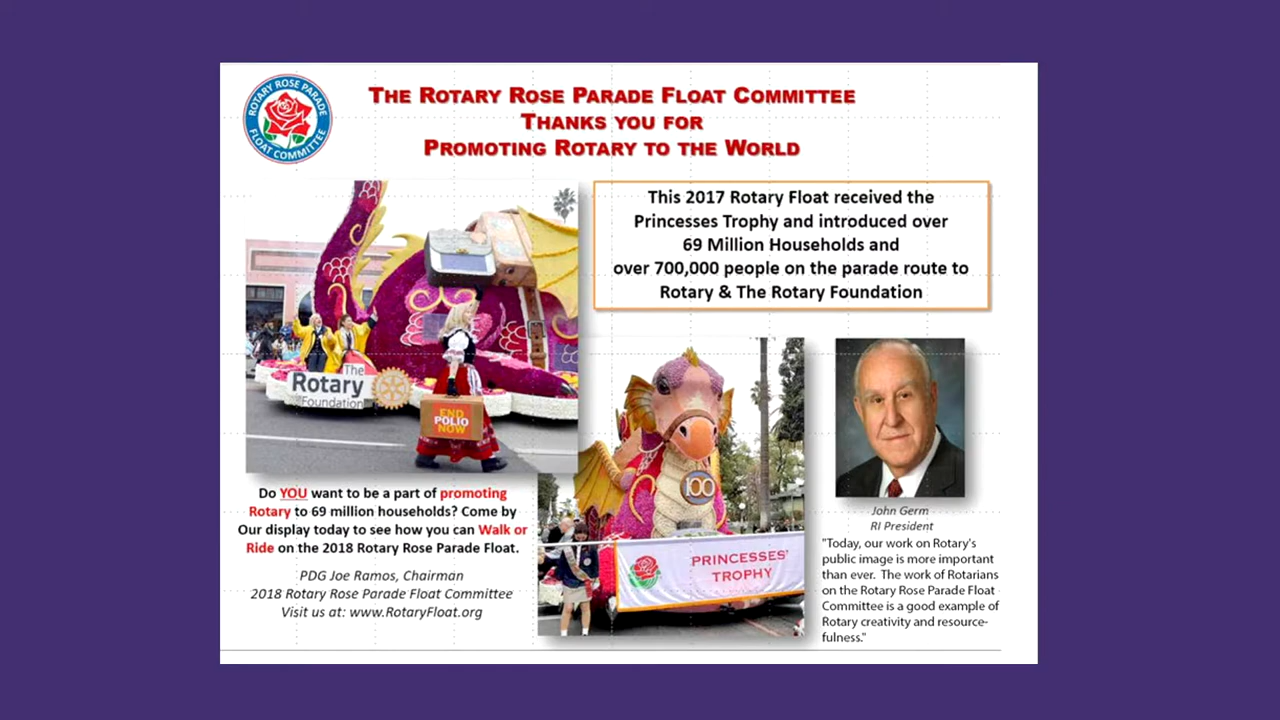 ROTARY ROSE PARADE
FLOAT COMMITTEE
THE ROTARY ROSE PARADE FLOAT COMMITTEE
THANKS YOU FOR
PROMOTING ROTARY TO THE WORLD
This 2017 Rotary Float received the
Princesses Trophy and introduced over
69 Million Households and
over 700,000 people on the parade route to
Rotary & The Rotary Foundation
The
Rotary
Foundation
END
POLIO
NOW
100
PRINCESSES'
TROPHY
Do YOU want to be a part of promoting
Rotary to 69 million households? Come by
Our display today to see how you can Walk or
Ride on the 2018 Rotary Rose Parade Float.
PDG Joe Ramos, Chairman
2018 Rotary Rose Parade Float Committee
Visit us at: www.RotaryFloat.org
John Germ
RI President
"Today, our work on Rotary's
public image is more important
than ever. The work of Rotarians
on the Rotary Rose Parade Float
Committee is a good example of
Rotary creativity and resource-
fulness."